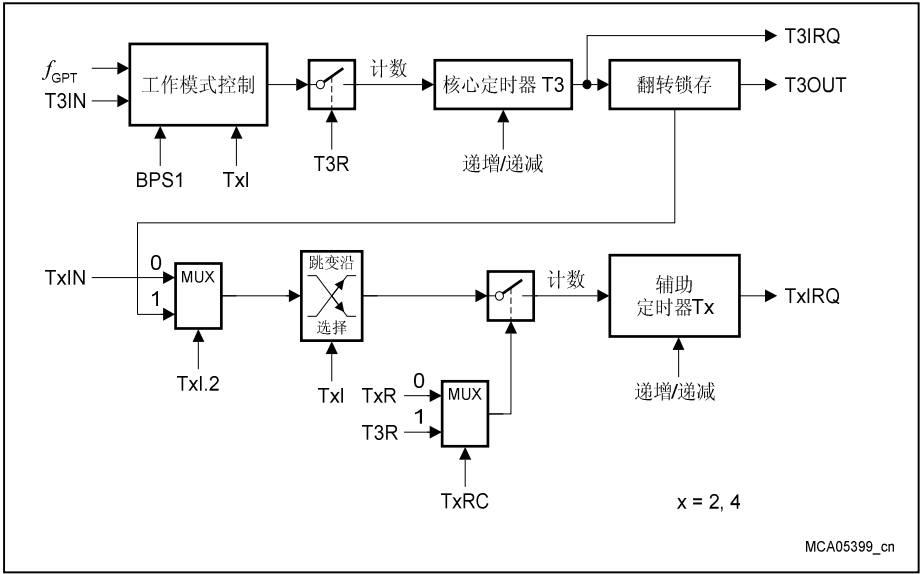 T3IRQ
fGPT
T3IN
工作模式控制
计数
核心定时器 T3
翻转锁存
T3OUT
BPS1
TxI
T3R
递增/递减
TxIN
0
1
MUX
跳变沿
选择
计数
辅助
定时器Tx
TxIRQ
TxI.2
TxI
TxR
0
T3R
1
MUX
递增/递减
TxRC
x = 2, 4
MCA05399_cn